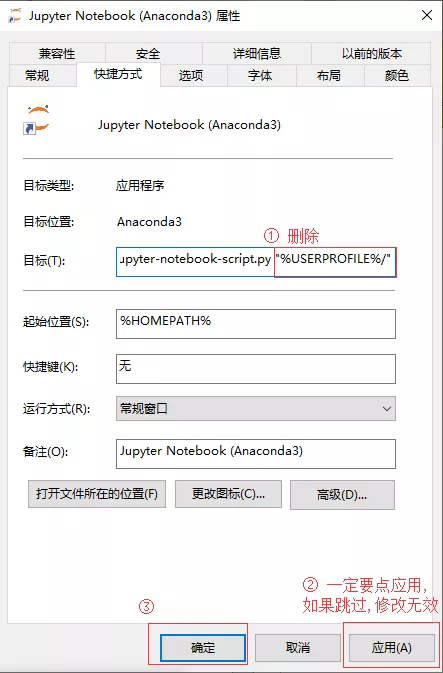 Jupyter Notebook (Anaconda3) 属性
兼容性 安全 详细信息 以前的版本
常规 快捷方式 选项 字体 布局 颜色
Jupyter Notebook (Anaconda3)
目标类型: 应用程序
目标位置: Anaconda3
① 删除
目标(T): upyter-notebook-script.py "%USERPROFILE%/"
起始位置(S): %HOMEPATH%
快捷键(K): 无
运行方式(R): 常规窗口
备注(O): Jupyter Notebook (Anaconda3)
打开文件所在的位置(F) 更改图标(C)... 高级(D)...
② 一定要点应用,
如果跳过,修改无效
③
确定 取消 应用(A)